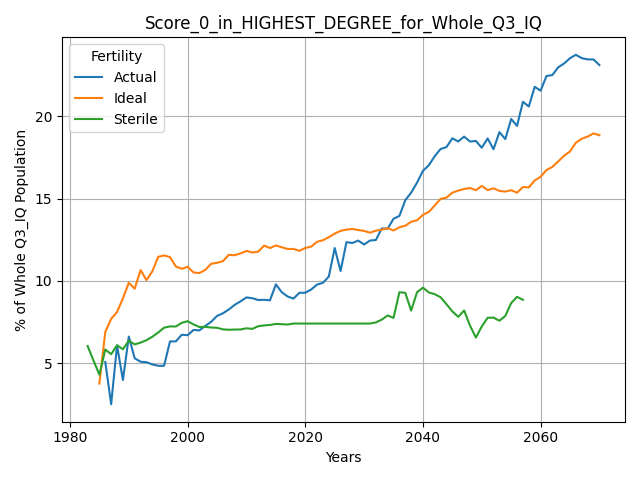 Score_0_in_HIGHEST_DEGREE_for_Whole_Q3_IQ
Fertility
Actual
Ideal
Sterile
% of Whole Q3_IQ Population
20
15
10
5
1980 2000 2020 2040 2060
Years